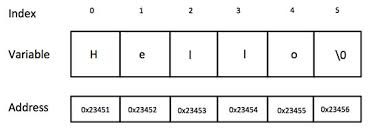 Index 0 1 2 3 4 5
Variable H e l l o \0
Address 0x23451 0x23452 0x23453 0x23454 0x23455 0x23456